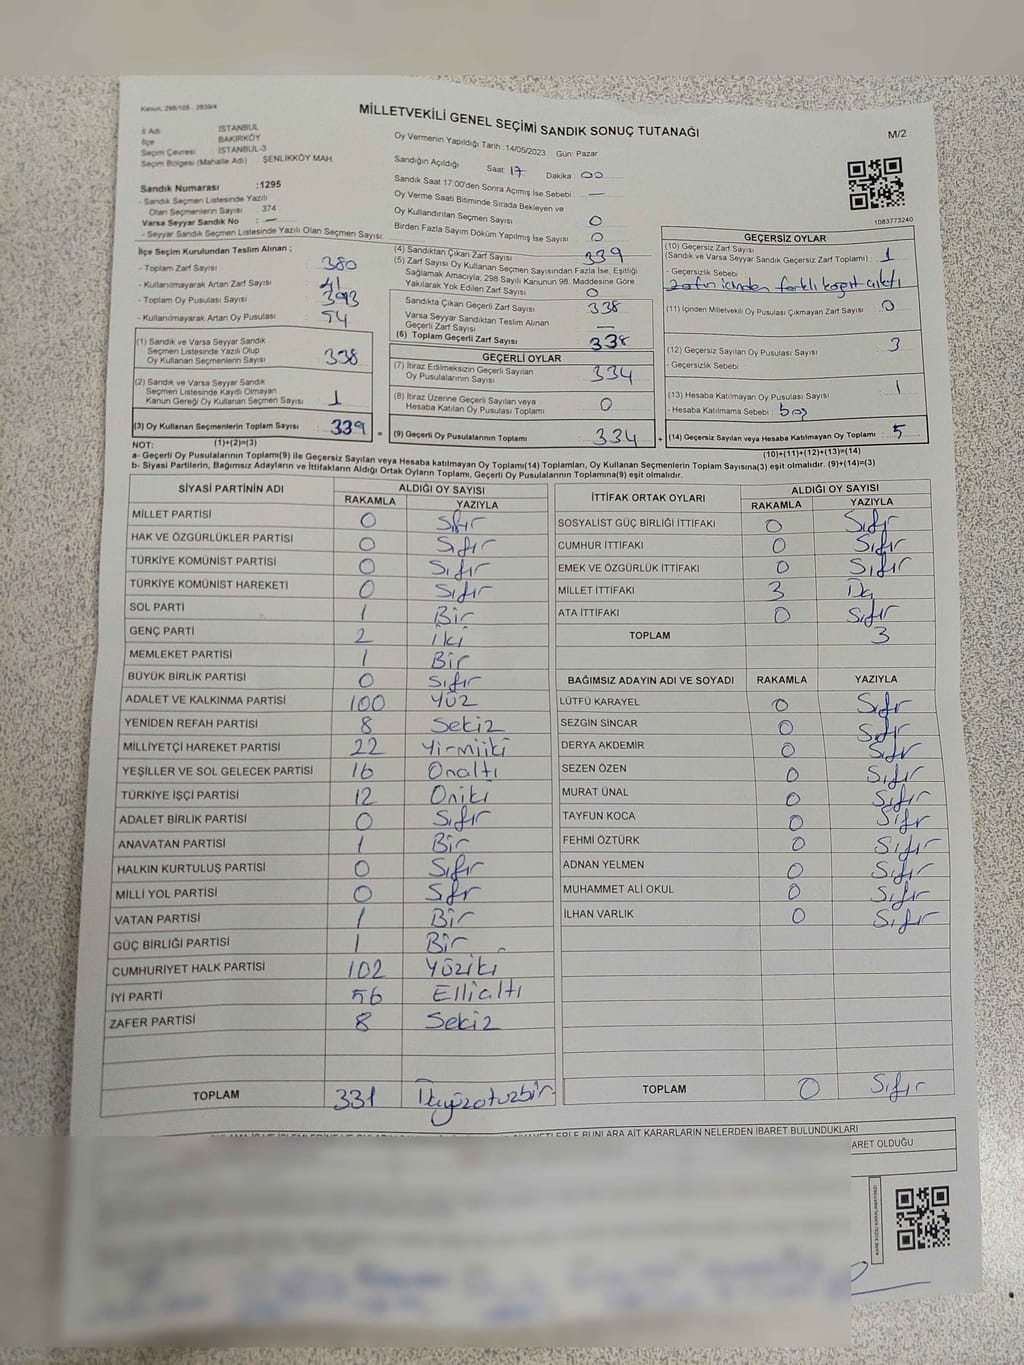 Kanun, 298/105 , 2839/4
MİLLETVEKİLİ GENEL SEÇİMİ SANDIK SONUÇ TUTANAĞI
M/2
İl Adı İSTANBUL
İlçe BAKIRKÖY
Seçim Çevresi İSTANBUL-3
Seçim Bölgesi (Mahalle Adı) ŞENLİKKÖY MAH.
Sandık Numarası :1295
- Sandık Seçmen Listesinde Yazılı
Olan Seçmenlerin Sayısı 374
Varsa Seyyar Sandık No : —
- Seyyar Sandık Seçmen Listesinde Yazılı Olan Seçmen Sayısı:
Oy Vermenin Yapıldığı Tarih :14/05/2023 Gün: Pazar
Sandığın Açıldığı Saat 17 Dakika 00
Sandık Saat 17:00'den Sonra Açılmış İse Sebebi : —
Oy Verme Saati Bitiminde Sırada Bekleyen ve
Oy Kullandırılan Seçmen Sayısı 0
Birden Fazla Sayım Döküm Yapılmış İse Sayısı 0
1083773240
İlçe Seçim Kurulundan Teslim Alınan ;
- Toplam Zarf Sayısı 380
- Kullanılmayarak Artan Zarf Sayısı 41
- Toplam Oy Pusulası Sayısı 393
- Kullanılmayarak Artan Oy Pusulası 54
(1) Sandık ve Varsa Seyyar Sandık
Seçmen Listesinde Yazılı Olup
Oy Kullanan Seçmenlerin Sayısı 338
(2) Sandık ve Varsa Seyyar Sandık
Seçmen Listesinde Kayıtlı Olmayan
Kanun Gereği Oy Kullanan Seçmen Sayısı 1
(3) Oy Kullanan Seçmenlerin Toplam Sayısı 339 =
(4) Sandıktan Çıkan Zarf Sayısı 339
(5) Zarf Sayısı Oy Kullanan Seçmen Sayısından Fazla İse, Eşitliği
Sağlamak Amacıyla; 298 Sayılı Kanunun 98. Maddesine Göre
Yakılarak Yok Edilen Zarf Sayısı 0
Sandıkta Çıkan Geçerli Zarf Sayısı 338
Varsa Seyyar Sandıktan Teslim Alınan
Geçerli Zarf Sayısı —
(6) Toplam Geçerli Zarf Sayısı 338
GEÇERLİ OYLAR
(7) İtiraz Edilmeksizin Geçerli Sayılan
Oy Pusulalarının Sayısı 334
(8) İtiraz Üzerine Geçerli Sayılan veya
Hesaba Katılan Oy Pusulası Toplamı 0
(9) Geçerli Oy Pusulalarının Toplamı 334 +
GEÇERSİZ OYLAR
(10) Geçersiz Zarf Sayısı
(Sandık ve Varsa Seyyar Sandık Geçersiz Zarf Toplamı) : 1
- Geçersizlik Sebebi
zarfın içinden farklı kağıt çıktı
(11) İçinden Milletvekili Oy Pusulası Çıkmayan Zarf Sayısı : 0
(12) Geçersiz Sayılan Oy Pusulası Sayısı 3
- Geçersizlik Sebebi
(13) Hesaba Katılmayan Oy Pusulası Sayısı 1
- Hesaba Katılmama Sebebi : boş
(14) Geçersiz Sayılan veya Hesaba Katılmayan Oy Toplamı : 5
NOT: (1)+(2)=(3)
(10)+(11)+(12)+(13)=(14)
a- Geçerli Oy Pusulalarının Toplamı(9) ile Geçersiz Sayılan veya Hesaba katılmayan Oy Toplamı(14) Toplamları, Oy Kullanan Seçmenlerin Toplam Sayısına(3) eşit olmalıdır. (9)+(14)=(3)
b- Siyasi Partilerin, Bağımsız Adayların ve İttifakların Aldığı Ortak Oyların Toplamı, Geçerli Oy Pusulalarının Toplamına(9) eşit olmalıdır.
SİYASİ PARTİNİN ADI
ALDIĞI OY SAYISI
RAKAMLA YAZIYLA
MİLLET PARTİSİ 0 Sıfır
HAK VE ÖZGÜRLÜKLER PARTİSİ 0 Sıfır
TÜRKİYE KOMÜNİST PARTİSİ 0 Sıfır
TÜRKİYE KOMÜNİST HAREKETİ 0 Sıfır
SOL PARTİ 1 Bir
GENÇ PARTİ 2 İki
MEMLEKET PARTİSİ 1 Bir
BÜYÜK BİRLİK PARTİSİ 0 Sıfır
ADALET VE KALKINMA PARTİSİ 100 Yüz
YENİDEN REFAH PARTİSİ 8 Sekiz
MİLLİYETÇİ HAREKET PARTİSİ 22 Yirmiiki
YEŞİLLER VE SOL GELECEK PARTİSİ 16 Onaltı
TÜRKİYE İŞÇİ PARTİSİ 12 Oniki
ADALET BİRLİK PARTİSİ 0 Sıfır
ANAVATAN PARTİSİ 1 Bir
HALKIN KURTULUŞ PARTİSİ 0 Sıfır
MİLLİ YOL PARTİSİ 0 Sıfır
VATAN PARTİSİ 1 Bir
GÜÇ BİRLİĞİ PARTİSİ 1 Bir
CUMHURİYET HALK PARTİSİ 102 Yüziki
İYİ PARTİ 56 Ellialtı
ZAFER PARTİSİ 8 Sekiz
TOPLAM 331
İTTİFAK ORTAK OYLARI
ALDIĞI OY SAYISI
RAKAMLA YAZIYLA
SOSYALİST GÜÇ BİRLİĞİ İTTİFAKI 0 Sıfır
CUMHUR İTTİFAKI 0 Sıfır
EMEK VE ÖZGÜRLÜK İTTİFAKI 0 Sıfır
MİLLET İTTİFAKI 3
ATA İTTİFAKI 0 Sıfır
TOPLAM 3
BAĞIMSIZ ADAYIN ADI VE SOYADI RAKAMLA YAZIYLA
LÜTFÜ KARAYEL 0 Sıfır
SEZGİN SİNCAR 0 Sıfır
DERYA AKDEMİR 0 Sıfır
SEZEN ÖZEN 0 Sıfır
MURAT ÜNAL 0 Sıfır
TAYFUN KOCA 0 Sıfır
FEHMİ ÖZTÜRK 0 Sıfır
ADNAN YELMEN 0 Sıfır
MUHAMMET ALİ OKUL 0 Sıfır
İLHAN VARLIK 0 Sıfır
TOPLAM 0 Sıfır
BUNLARA AİT KARARLARIN NELERDEN İBARET BULUNDUKLARI
OLDUĞU